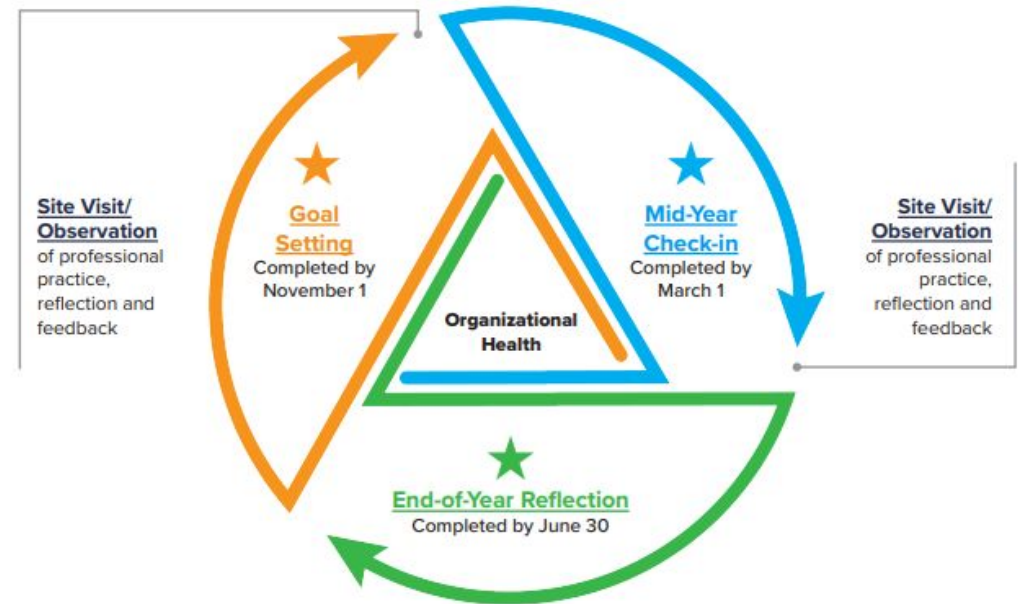 Site Visit/
Observation
of professional
practice,
reflection and
feedback
Goal
Setting
Completed by
November 1
Organizational
Health
Mid-Year
Check-in
Completed by
March 1
Site Visit/
Observation
of professional
practice,
reflection and
feedback
End-of-Year Reflection
Completed by June 30